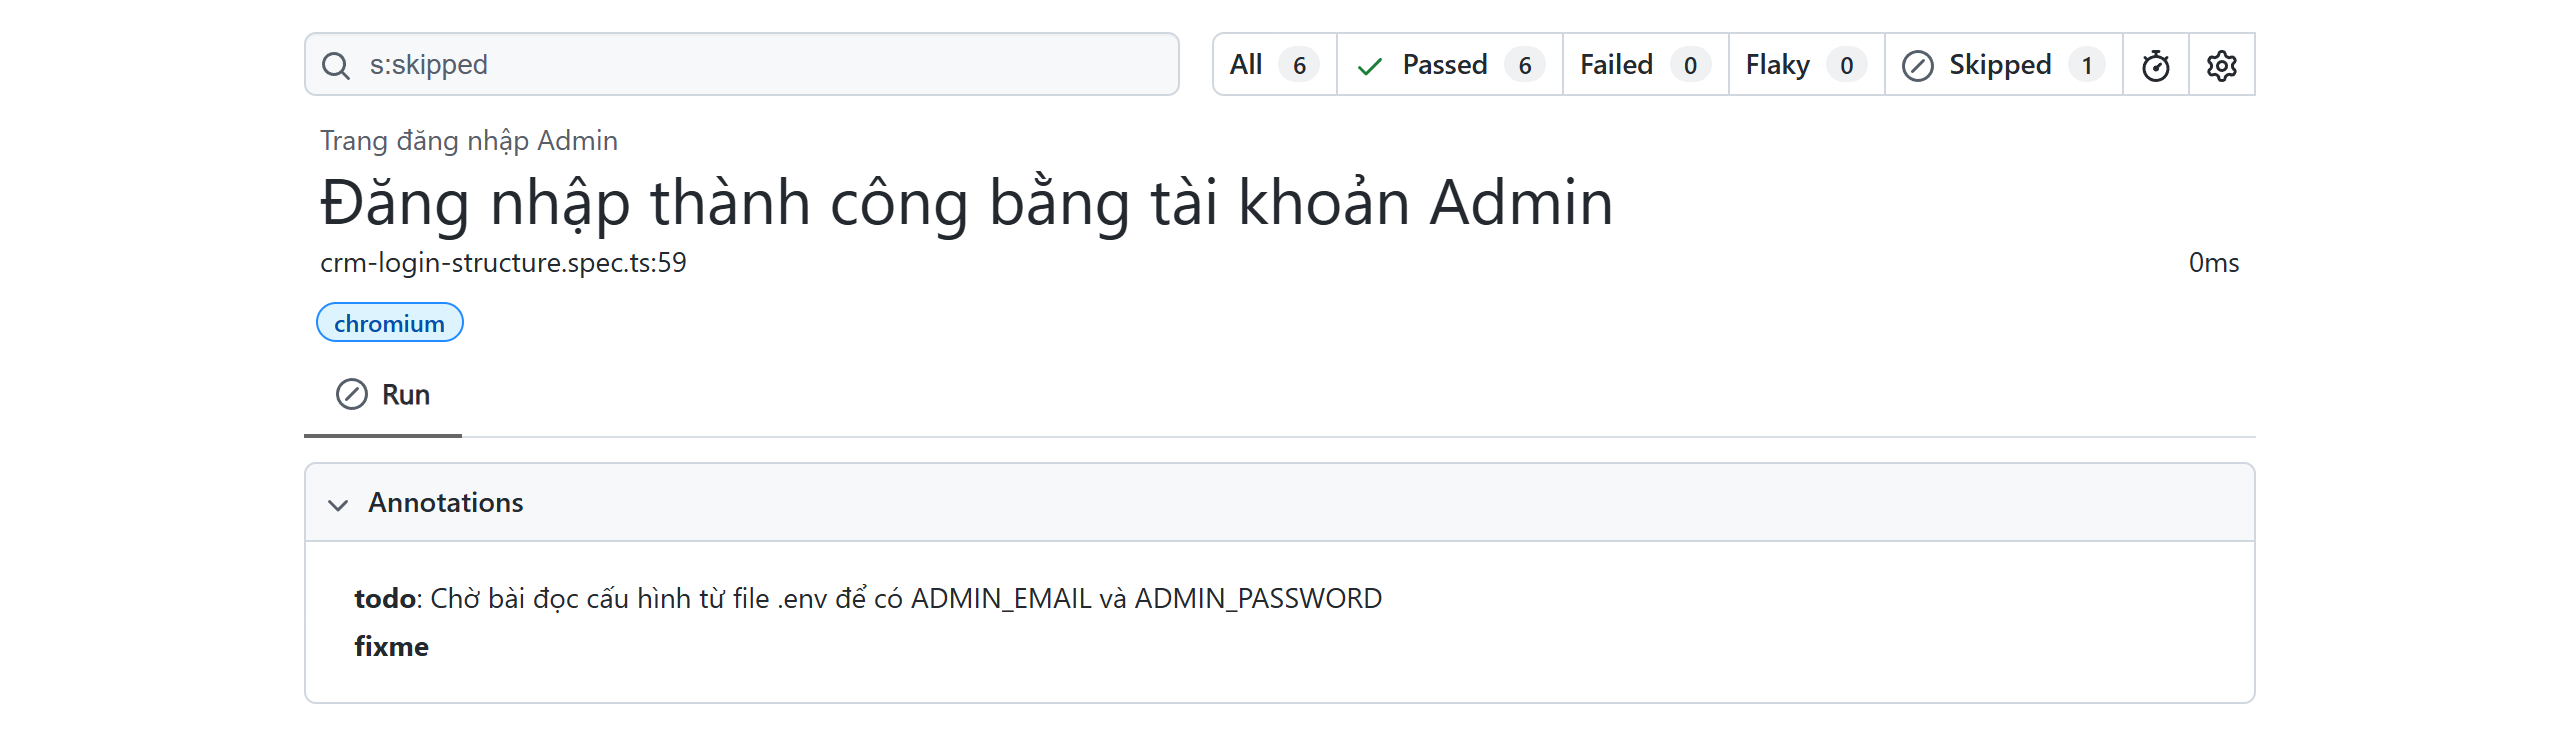 s:skipped
All 6 Passed 6 Failed 0 Flaky 0 Skipped 1
Trang đăng nhập Admin
Đăng nhập thành công bằng tài khoản Admin
crm-login-structure.spec.ts:59 0ms
chromium
Run
Annotations
todo: Chờ bài đọc cấu hình từ file .env để có ADMIN_EMAIL và ADMIN_PASSWORD
fixme